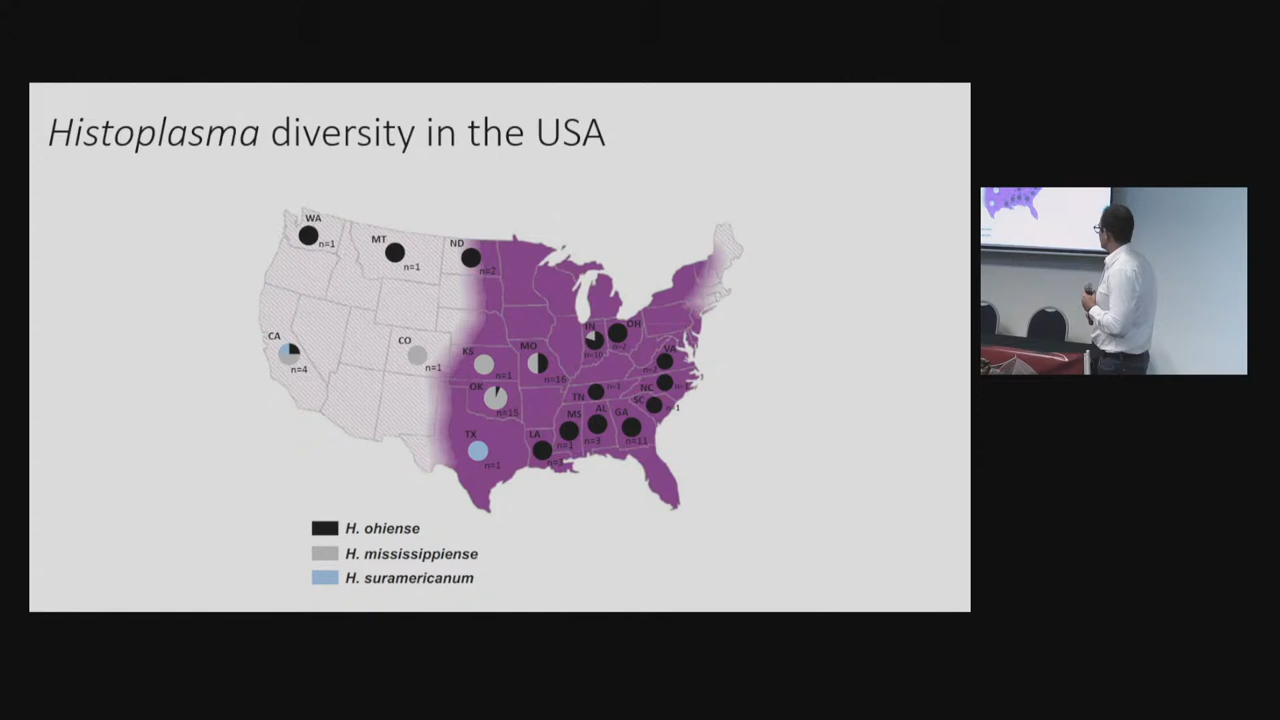 Histoplasma diversity in the USA
WA
n=1
MT
n=1
ND
n=2
CA
n=4
CO
n=1
KS
n=1
MO
n=16
IN
n=10
OH
n=2
VA
n=2
OK
n=15
TN
n=1
NC
SC
n=1
TX
n=1
LA
MS
n=1
AL
n=3
GA
n=11
H. ohiense
H. mississippiense
H. suramericanum